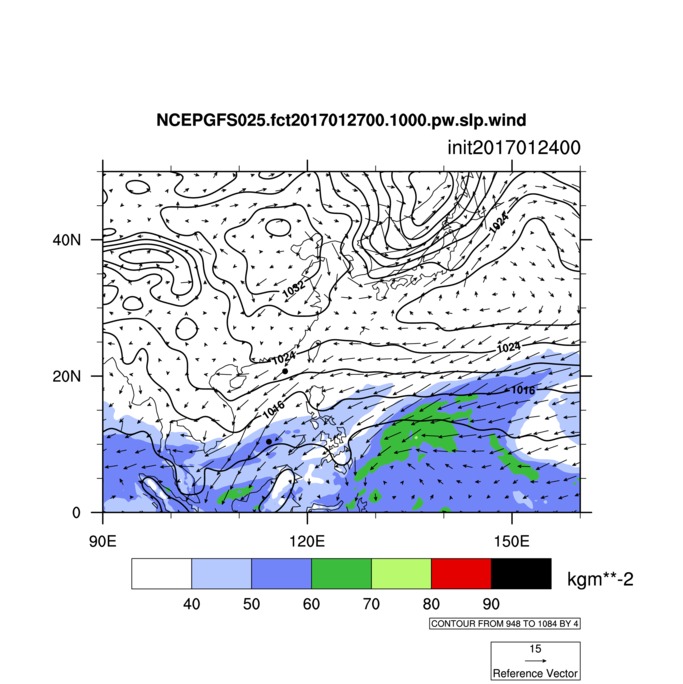 NCEPGFS025.fct2017012700.1000.pw.slp.wind
init2017012400
1024
40N
1032
1024
1024
20N
1016
1016
0
90E 120E 150E
kgm**-2
40 50 60 70 80 90
CONTOUR FROM 948 TO 1084 BY 4
15
Reference Vector